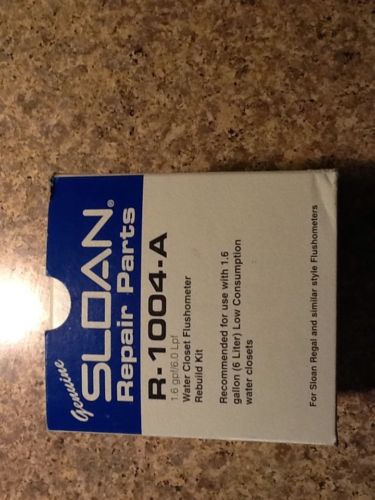 Genuine
SLOAN®
Repair Parts
R-1004-A
1.6 gpf/6.0 Lpf
Water Closet Flushometer
Rebuild Kit
Recommended for use with 1.6
gallon (6 Liter) Low Consumption
water closets
For Sloan Regal and similar style Flushometers